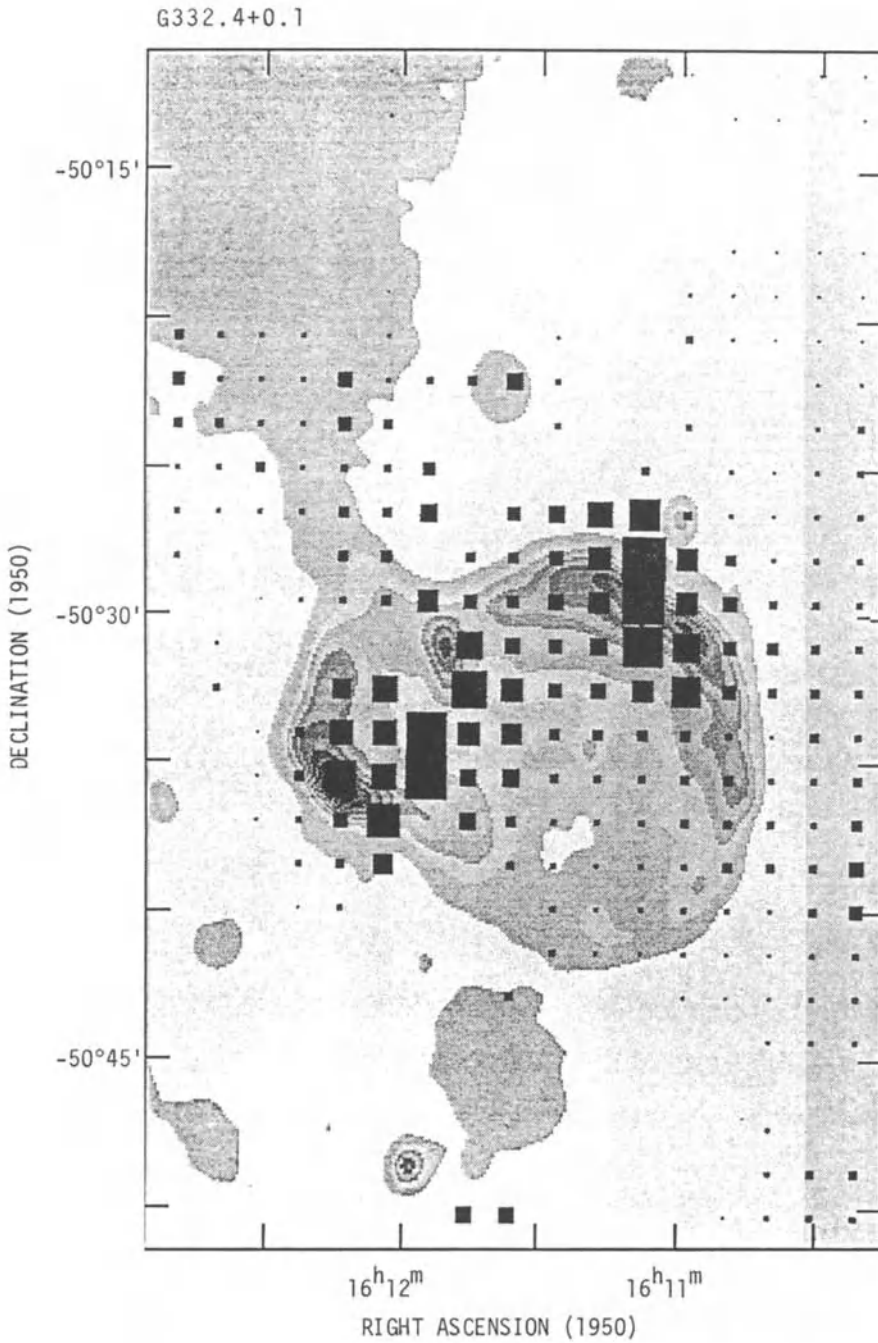 G332.4+0.1
-50°15'
-50°30'
-50°45'
DECLINATION (1950)
16ʰ12ᵐ
16ʰ11ᵐ
RIGHT ASCENSION (1950)